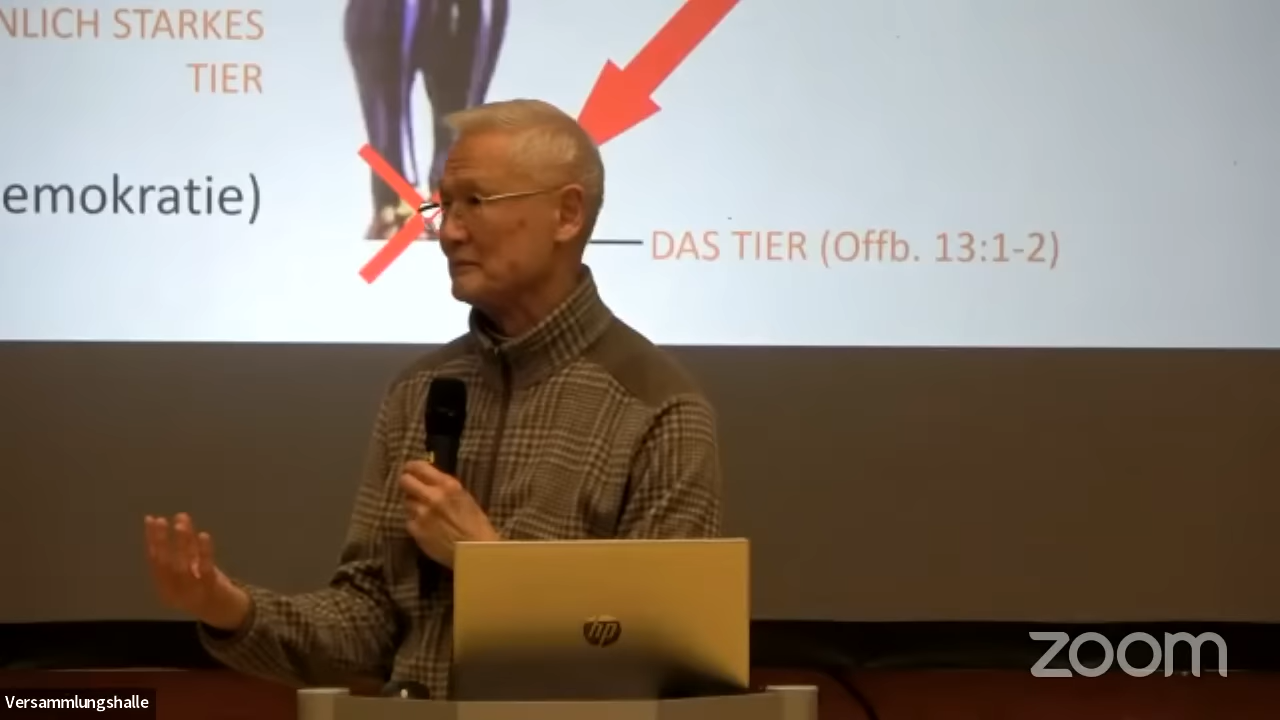 NLICH STARKES
TIER
emokratie)
DAS TIER (Offb. 13:1-2)
hp
zoom
Versammlungshalle